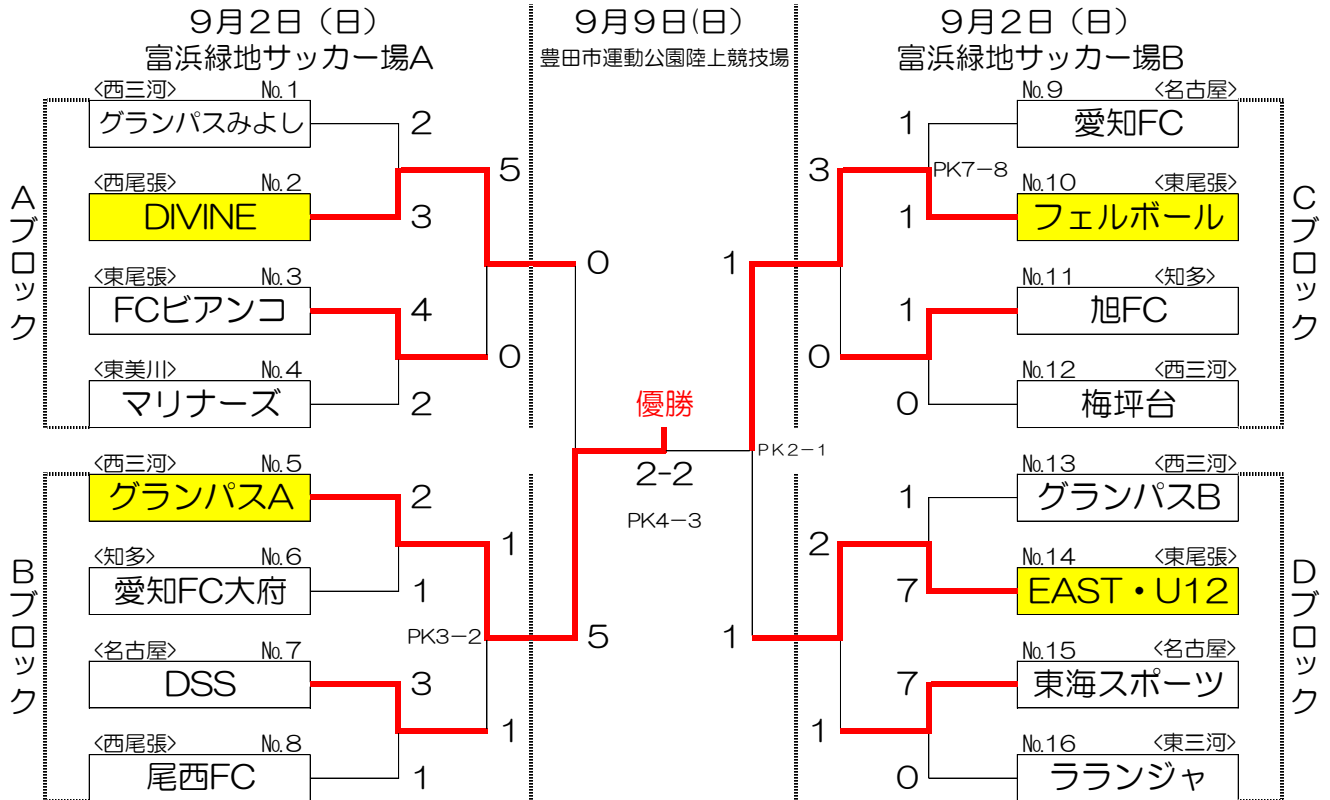 9月2日（日）
富浜緑地サッカー場A
9月9日(日)
豊田市運動公園陸上競技場
9月2日（日）
富浜緑地サッカー場B
Aブロック
<西三河> No.1
グランパスみよし 2
<西尾張> No.2
DIVINE 3
5
<東尾張> No.3
FCビアンコ 4
<東美川> No.4
マリナーズ 2
0
0
Bブロック
<西三河> No.5
グランパスA 2
<知多> No.6
愛知FC大府 1
1
PK3-2
<名古屋> No.7
DSS 3
<西尾張> No.8
尾西FC 1
1
5
優勝
2-2
PK4-3
Cブロック
No.9 <名古屋>
1 愛知FC
PK7-8
No.10 <東尾張>
1 フェルボール
3
No.11 <知多>
1 旭FC
No.12 <西三河>
0 梅坪台
0
1
PK2-1
Dブロック
No.13 <西三河>
1 グランパスB
No.14 <東尾張>
7 EAST・U12
2
No.15 <名古屋>
7 東海スポーツ
No.16 <東三河>
0 ラランジャ
1
1